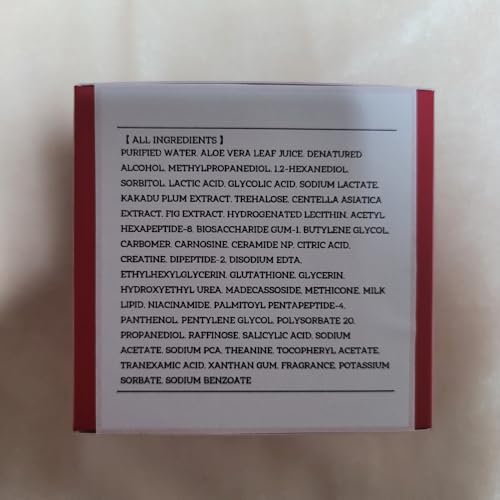 【 ALL INGREDIENTS 】
PURIFIED WATER, ALOE VERA LEAF JUICE, DENATURED
ALCOHOL, METHYLPROPANEDIOL, 1,2-HEXANEDIOL,
SORBITOL, LACTIC ACID, GLYCOLIC ACID, SODIUM LACTATE,
KAKADU PLUM EXTRACT, TREHALOSE, CENTELLA ASIATICA
EXTRACT, FIG EXTRACT, HYDROGENATED LECITHIN, ACETYL
HEXAPEPTIDE-8, BIOSACCHARIDE GUM-1, BUTYLENE GLYCOL,
CARBOMER, CARNOSINE, CERAMIDE NP, CITRIC ACID,
CREATINE, DIPEPTIDE-2, DISODIUM EDTA,
ETHYLHEXYLGLYCERIN, GLUTATHIONE, GLYCERIN,
HYDROXYETHYL UREA, MADECASSOSIDE, METHICONE, MILK
LIPID, NIACINAMIDE, PALMITOYL PENTAPEPTIDE-4,
PANTHENOL, PENTYLENE GLYCOL, POLYSORBATE 20,
PROPANEDIOL, RAFFINOSE, SALICYLIC ACID, SODIUM
ACETATE, SODIUM PCA, THEANINE, TOCOPHERYL ACETATE,
TRANEXAMIC ACID, XANTHAN GUM, FRAGRANCE, POTASSIUM
SORBATE, SODIUM BENZOATE